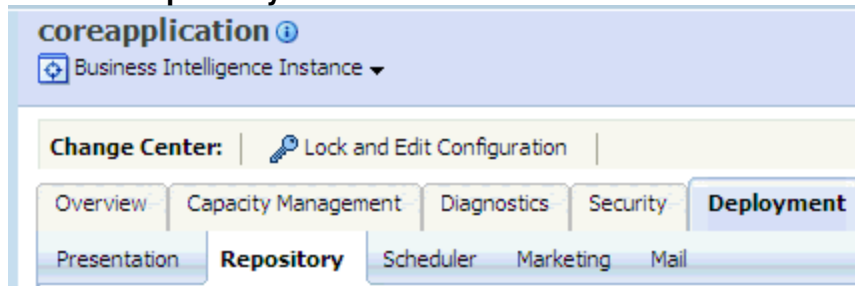 coreapplication
Business Intelligence Instance
Change Center: Lock and Edit Configuration
Overview Capacity Management Diagnostics Security Deployment
Presentation Repository Scheduler Marketing Mail